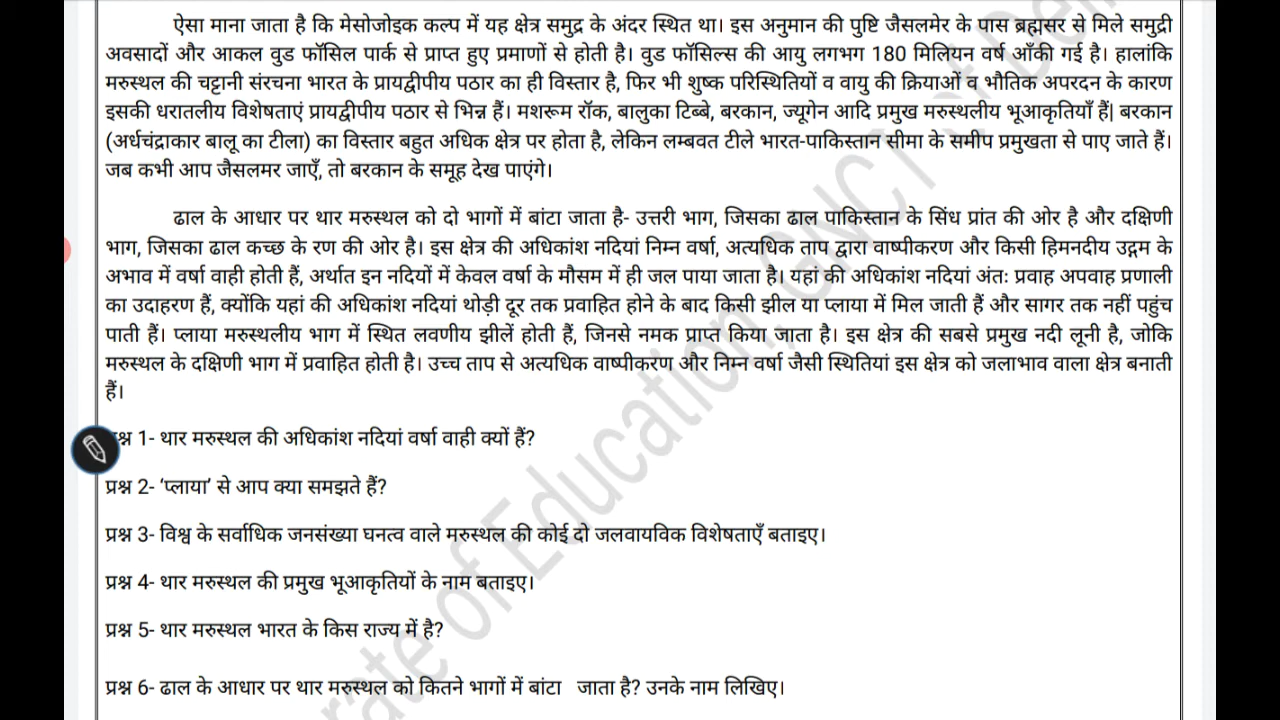 ऐसा माना जाता है कि मेसोजोइक कल्प में यह क्षेत्र समुद्र के अंदर स्थित था। इस अनुमान की पुष्टि जैसलमेर के पास ब्रह्मसर से मिले समुद्री
अवसादों और आकल वुड फॉसिल पार्क से प्राप्त हुए प्रमाणों से होती है। वुड फॉसिल्स की आयु लगभग 180 मिलियन वर्ष आँकी गई है। हालांकि
मरुस्थल की चट्टानी संरचना भारत के प्रायद्वीपीय पठार का ही विस्तार है, फिर भी शुष्क परिस्थितियों व वायु की क्रियाओं व भौतिक अपरदन के कारण
इसकी धरातलीय विशेषताएं प्रायद्वीपीय पठार से भिन्न हैं। मशरूम रॉक, बालुका टिब्बे, बरकान, ज्यूगेन आदि प्रमुख मरुस्थलीय भूआकृतियाँ हैं| बरकान
(अर्धचंद्राकार बालू का टीला) का विस्तार बहुत अधिक क्षेत्र पर होता है, लेकिन लम्बवत टीले भारत-पाकिस्तान सीमा के समीप प्रमुखता से पाए जाते हैं।
जब कभी आप जैसलमर जाएँ, तो बरकान के समूह देख पाएंगे।
ढाल के आधार पर थार मरुस्थल को दो भागों में बांटा जाता है- उत्तरी भाग, जिसका ढाल पाकिस्तान के सिंध प्रांत की ओर है और दक्षिणी
भाग, जिसका ढाल कच्छ के रण की ओर है। इस क्षेत्र की अधिकांश नदियां निम्न वर्षा, अत्यधिक ताप द्वारा वाष्पीकरण और किसी हिमनदीय उद्गम के
अभाव में वर्षा वाही होती हैं, अर्थात इन नदियों में केवल वर्षा के मौसम में ही जल पाया जाता है। यहां की अधिकांश नदियां अंतः प्रवाह अपवाह प्रणाली
का उदाहरण हैं, क्योंकि यहां की अधिकांश नदियां थोड़ी दूर तक प्रवाहित होने के बाद किसी झील या प्लाया में मिल जाती हैं और सागर तक नहीं पहुंच
पाती हैं। प्लाया मरुस्थलीय भाग में स्थित लवणीय झीलें होती हैं, जिनसे नमक प्राप्त किया जाता है। इस क्षेत्र की सबसे प्रमुख नदी लूनी है, जोकि
मरुस्थल के दक्षिणी भाग में प्रवाहित होती है। उच्च ताप से अत्यधिक वाष्पीकरण और निम्न वर्षा जैसी स्थितियां इस क्षेत्र को जलाभाव वाला क्षेत्र बनाती
हैं।
प्रश्न 1- थार मरुस्थल की अधिकांश नदियां वर्षा वाही क्यों हैं?
प्रश्न 2- ‘प्लाया’ से आप क्या समझते हैं?
प्रश्न 3- विश्व के सर्वाधिक जनसंख्या घनत्व वाले मरुस्थल की कोई दो जलवायविक विशेषताएँ बताइए।
प्रश्न 4- थार मरुस्थल की प्रमुख भूआकृतियों के नाम बताइए।
प्रश्न 5- थार मरुस्थल भारत के किस राज्य में है?
प्रश्न 6- ढाल के आधार पर थार मरुस्थल को कितने भागों में बांटा जाता है? उनके नाम लिखिए।
rate of Education, GNCT of De